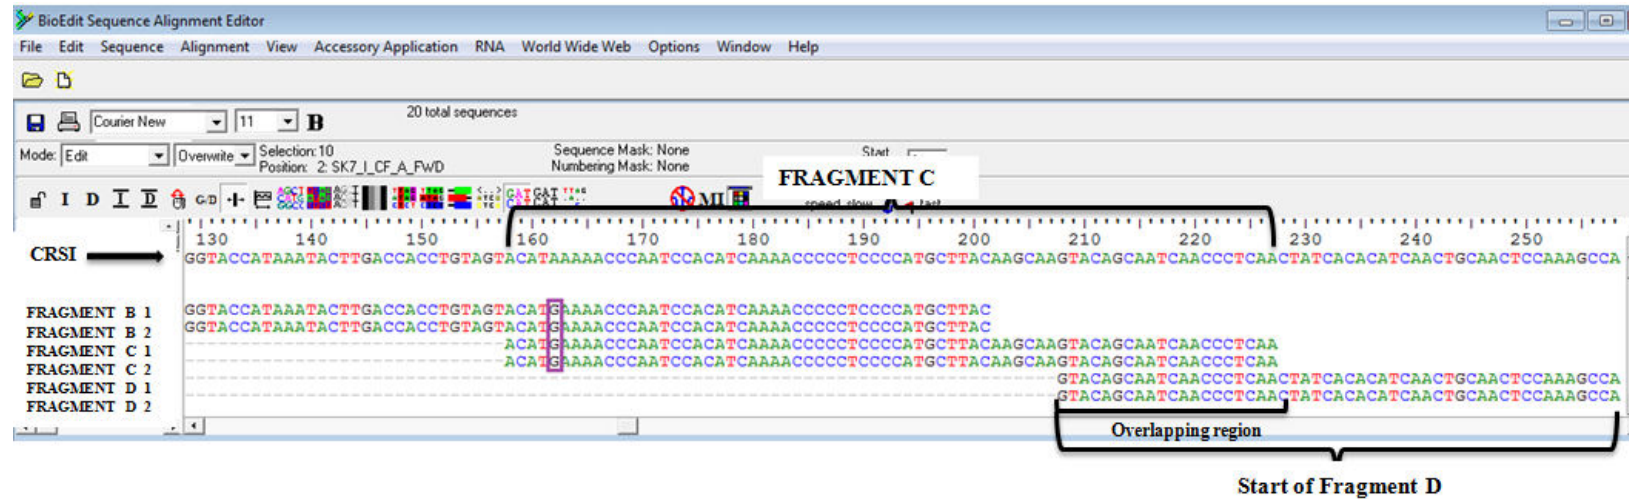 BioEdit Sequence Alignment Editor
File Edit Sequence Alignment View Accessory Application RNA World Wide Web Options Window Help
Courier New 11 B 20 total sequences
Mode: Edit Overwrite Selection: 10 Sequence Mask: None Start
Position: 2: SK7_I_CF_A_FWD Numbering Mask: None
FRAGMENT C
I D I D G/D MI speed slow fast
130 140 150 160 170 180 190 200 210 220 230 240 250
CRSI GGTACCATAAATACTTGACCACCTGTAGTACATAAAAACCCAATCCACATCAAAACCCCCTCCCCATGCTTACAAGCAAGTACAGCAATCAACCCTCAACTATCACACATCAACTGCAACTCCAAAGCCA
FRAGMENT B 1 GGTACCATAAATACTTGACCACCTGTAGTACATGAAAACCCAATCCACATCAAAACCCCCTCCCCATGCTTAC
FRAGMENT B 2 GGTACCATAAATACTTGACCACCTGTAGTACATGAAAACCCAATCCACATCAAAACCCCCTCCCCATGCTTAC
FRAGMENT C 1 ACATGAAAACCCAATCCACATCAAAACCCCCTCCCCATGCTTACAAGCAAGTACAGCAATCAACCCTCAA
FRAGMENT C 2 ACATGAAAACCCAATCCACATCAAAACCCCCTCCCCATGCTTACAAGCAAGTACAGCAATCAACCCTCAA
FRAGMENT D 1 GTACAGCAATCAACCCTCAACTATCACACATCAACTGCAACTCCAAAGCCA
FRAGMENT D 2 GTACAGCAATCAACCCTCAACTATCACACATCAACTGCAACTCCAAAGCCA
Overlapping region
Start of Fragment D